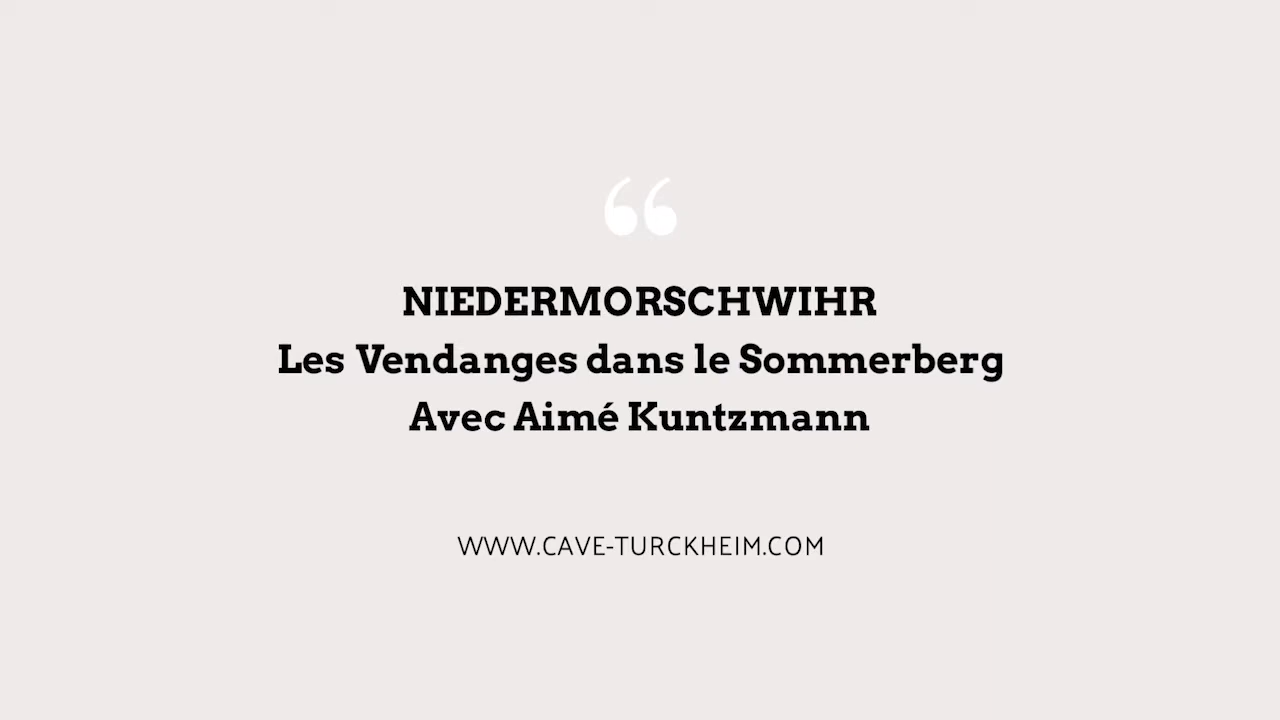 “
NIEDERMORSCHWIHR
Les Vendanges dans le Sommerberg
Avec Aimé Kuntzmann
WWW.CAVE-TURCKHEIM.COM